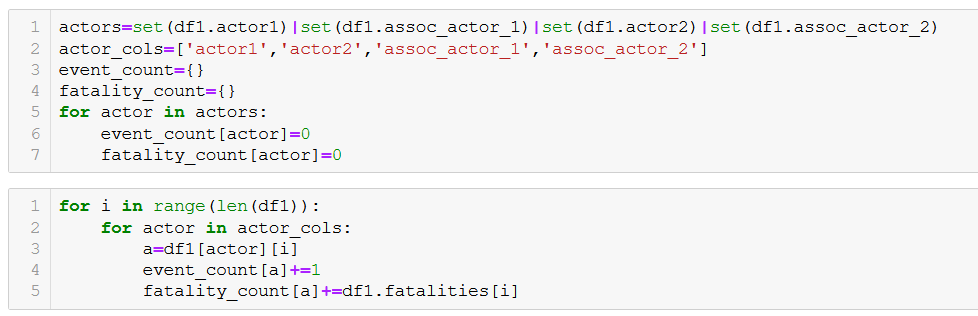 1 actors=set(df1.actor1)|set(df1.assoc_actor_1)|set(df1.actor2)|set(df1.assoc_actor_2)
2 actor_cols=['actor1','actor2','assoc_actor_1','assoc_actor_2']
3 event_count={}
4 fatality_count={}
5 for actor in actors:
6     event_count[actor]=0
7     fatality_count[actor]=0
1 for i in range(len(df1)):
2     for actor in actor_cols:
3         a=df1[actor][i]
4         event_count[a]+=1
5         fatality_count[a]+=df1.fatalities[i]